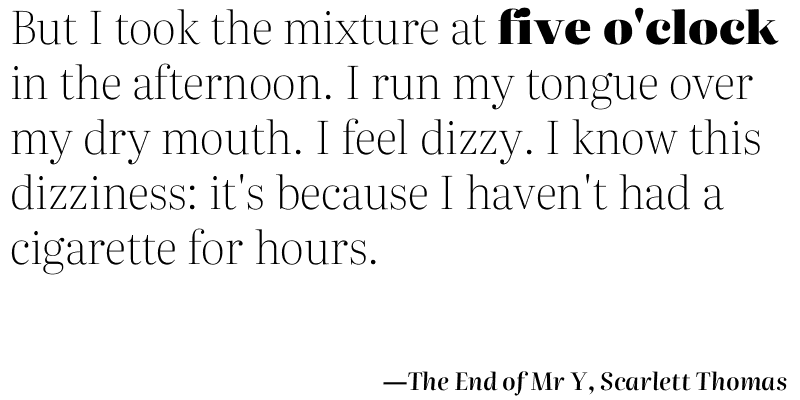 But I took the mixture at five o'clock
in the afternoon. I run my tongue over
my dry mouth. I feel dizzy. I know this
dizziness: it's because I haven't had a
cigarette for hours.
—The End of Mr Y, Scarlett Thomas